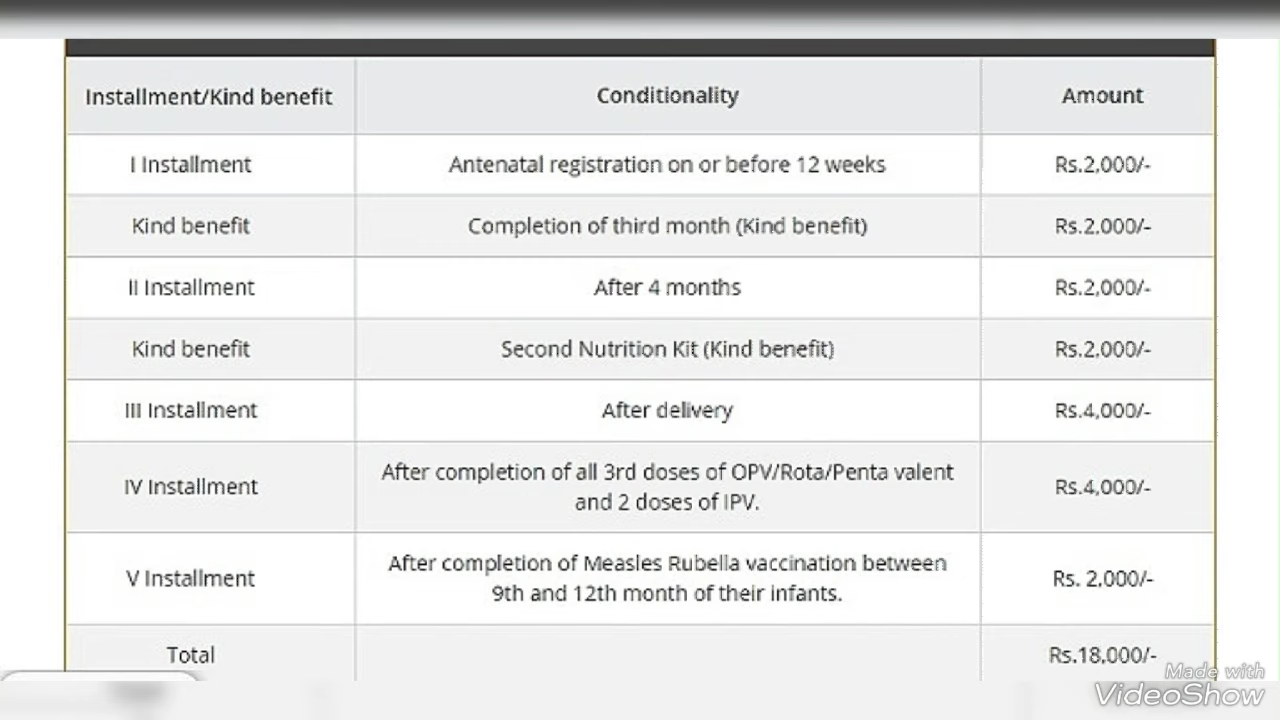 Installment/Kind benefit Conditionality Amount
I Installment Antenatal registration on or before 12 weeks Rs.2,000/-
Kind benefit Completion of third month (Kind benefit) Rs.2,000/-
II Installment After 4 months Rs.2,000/-
Kind benefit Second Nutrition Kit (Kind benefit) Rs.2,000/-
III Installment After delivery Rs.4,000/-
IV Installment After completion of all 3rd doses of OPV/Rota/Penta valent
and 2 doses of IPV. Rs.4,000/-
V Installment After completion of Measles Rubella vaccination between
9th and 12th month of their infants. Rs. 2,000/-
Total Rs.18,000/-
Made with
VideoShow